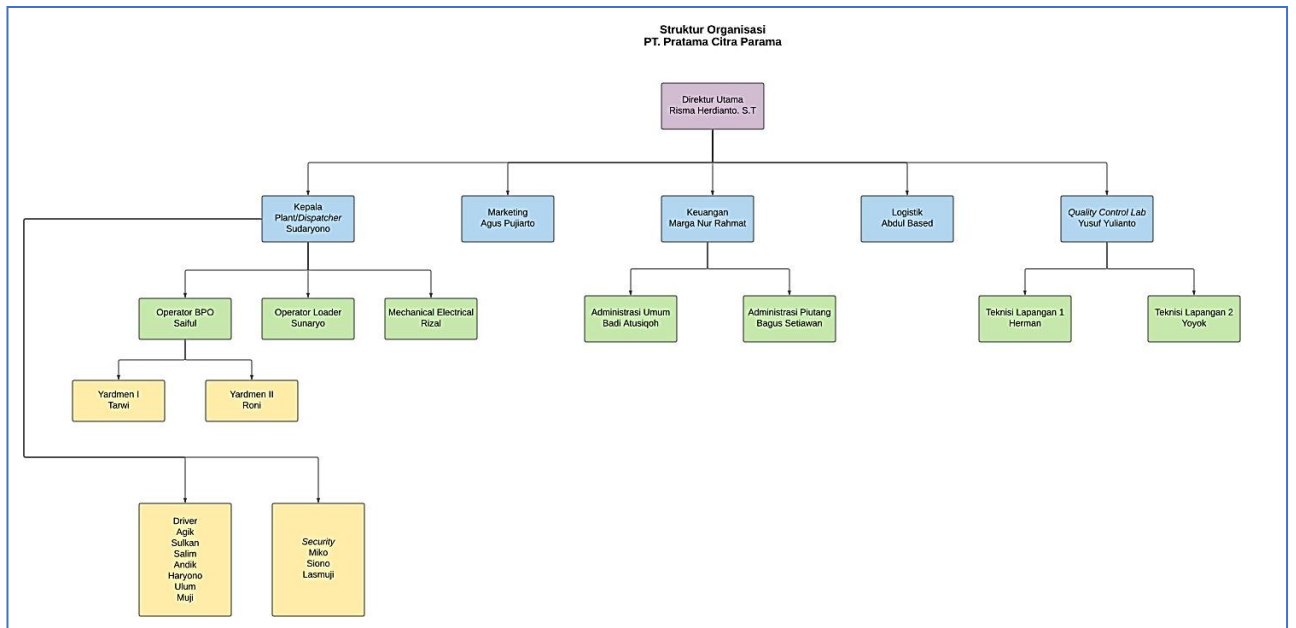 Struktur Organisasi
PT. Pratama Citra Parama
Direktur Utama
Risma Herdianto. S.T
Kepala
Plant/Dispatcher
Sudaryono
Marketing
Agus Pujiarto
Keuangan
Marga Nur Rahmat
Logistik
Abdul Based
Quality Control Lab
Yusuf Yulianto
Operator BPO
Saiful
Operator Loader
Sunaryo
Mechanical Electrical
Rizal
Administrasi Umum
Badi Atusiqoh
Administrasi Piutang
Bagus Setiawan
Teknisi Lapangan 1
Herman
Teknisi Lapangan 2
Yoyok
Yardmen I
Tarwi
Yardmen II
Roni
Driver
Agik
Sulkan
Salim
Andik
Haryono
Ulum
Muji
Security
Miko
Siono
Lasmuji